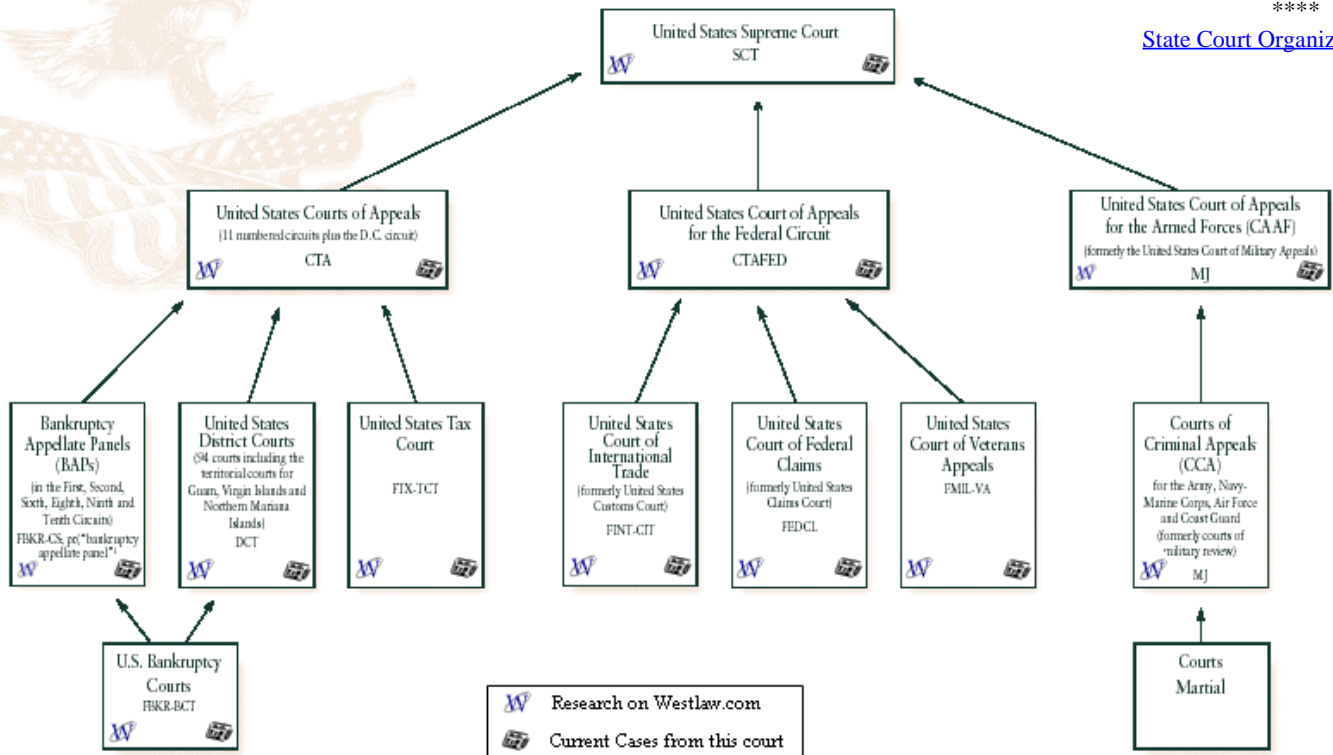 ****
State Court Organiz
United States Supreme Court
SCT
United States Courts of Appeals
(11 numbered circuits plus the D.C. circuit)
CTA
United States Court of Appeals
for the Federal Circuit
CTAFED
United States Court of Appeals
for the Armed Forces (CAAF)
(formerly the United States Court of Military Appeals)
MJ
Bankruptcy
Appellate Panels
(BAPs)
(in the First, Second,
Sixth, Eighth, Ninth and
Tenth Circuits)
FBKR-CS, pr("bankruptcy
appellate panel")
United States
District Courts
(94 courts including the
territorial courts for
Guam, Virgin Islands and
Northern Mariana
Islands)
DCT
United States Tax
Court
FTX-TCT
United States
Court of
International
Trade
(formerly United States
Customs Court)
FINT-CIT
United States
Court of Federal
Claims
(formerly United States
Claims Court)
FEDCL
United States
Court of Veterans
Appeals
FMIL-VA
Courts of
Criminal Appeals
(CCA)
for the Army, Navy-
Marine Corps, Air Force
and Coast Guard
(formerly courts of
military review)
MJ
U.S. Bankruptcy
Courts
FBKR-BCT
Courts
Martial
W Research on Westlaw.com
Current Cases from this court